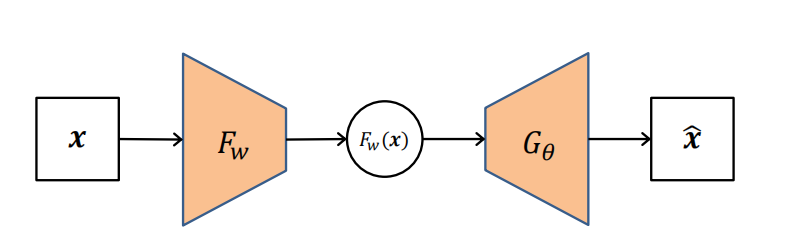 x
F_w
F_w(x)
G_θ
x̂